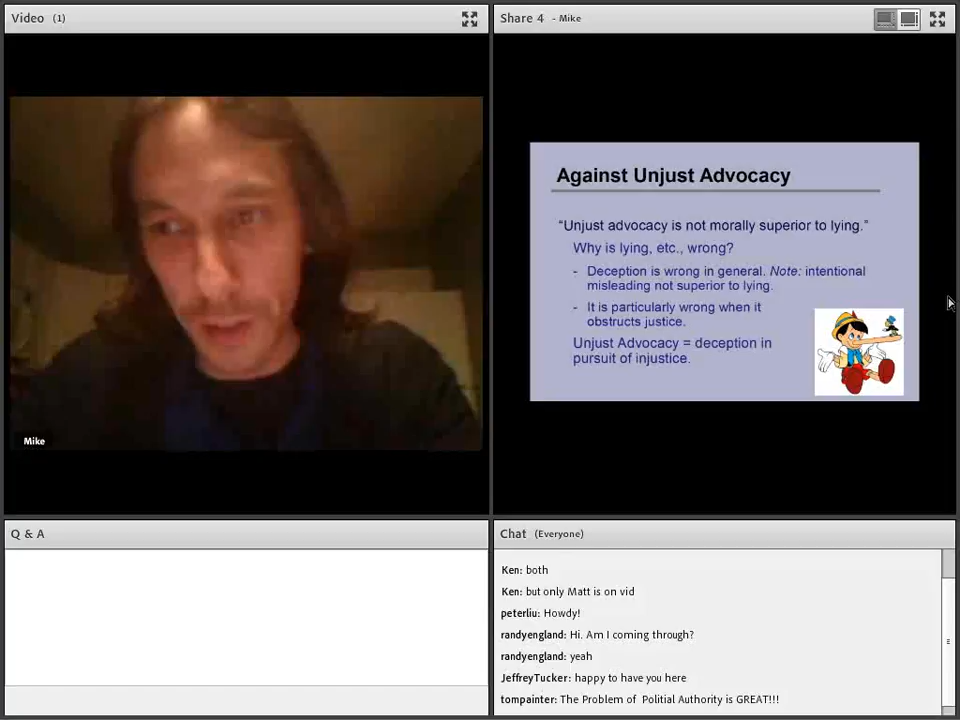 Video (1)
Share 4 - Mike
Against Unjust Advocacy
“Unjust advocacy is not morally superior to lying.”
Why is lying, etc., wrong?
- Deception is wrong in general. Note: intentional
misleading not superior to lying.
- It is particularly wrong when it
obstructs justice.
Unjust Advocacy = deception in
pursuit of injustice.
Mike
Q & A
Chat (Everyone)
Ken: both
Ken: but only Matt is on vid
peterliu: Howdy!
randyengland: Hi. Am I coming through?
randyengland: yeah
JeffreyTucker: happy to have you here
tompainter: The Problem of Politial Authority is GREAT!!!